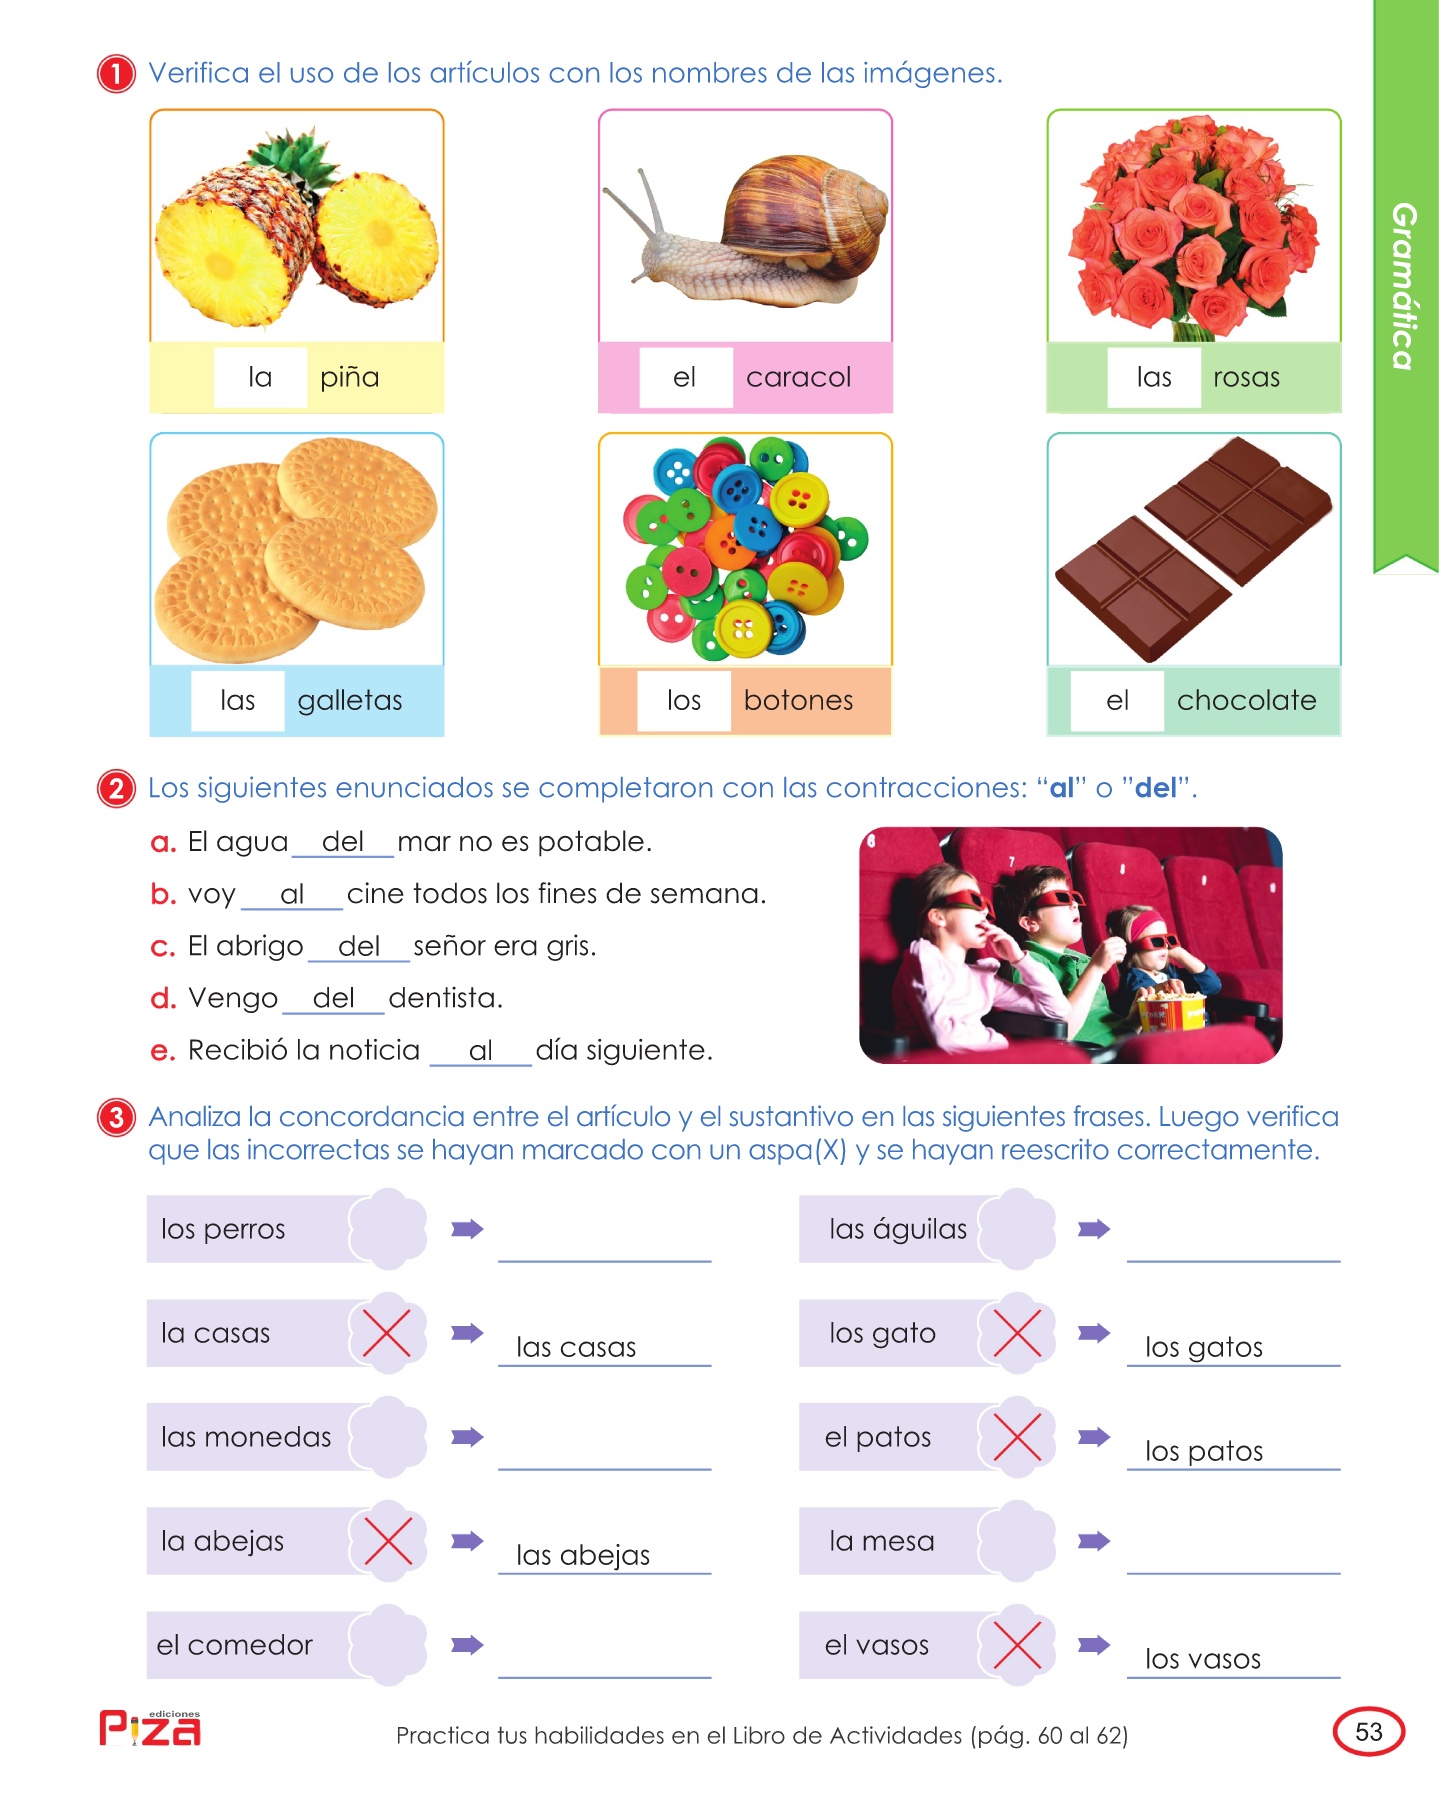 1 Verifica el uso de los artículos con los nombres de las imágenes.
la piña
el caracol
las rosas
las galletas
los botones
el chocolate
2 Los siguientes enunciados se completaron con las contracciones: “al” o ”del”.
a. El agua del mar no es potable.
b. voy al cine todos los fines de semana.
c. El abrigo del señor era gris.
d. Vengo del dentista.
e. Recibió la noticia al día siguiente.
6
7
8
3 Analiza la concordancia entre el artículo y el sustantivo en las siguientes frases. Luego verifica
que las incorrectas se hayan marcado con un aspa(X) y se hayan reescrito correctamente.
los perros
las águilas
la casas X las casas
los gato X los gatos
las monedas
el patos X los patos
la abejas X las abejas
la mesa
el comedor
el vasos X los vasos
ediciones
Piza
Practica tus habilidades en el Libro de Actividades (pág. 60 al 62)
53
Gramática